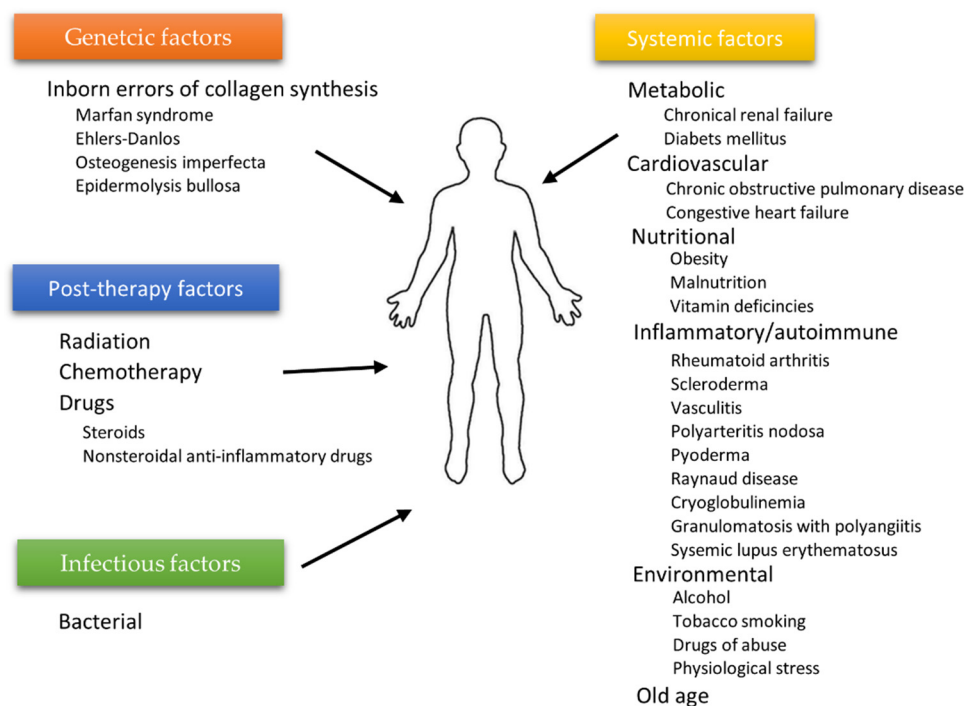 Genetcic factors
Inborn errors of collagen synthesis
Marfan syndrome
Ehlers-Danlos
Osteogenesis imperfecta
Epidermolysis bullosa
Post-therapy factors
Radiation
Chemotherapy
Drugs
Steroids
Nonsteroidal anti-inflammatory drugs
Infectious factors
Bacterial
Systemic factors
Metabolic
Chronical renal failure
Diabets mellitus
Cardiovascular
Chronic obstructive pulmonary disease
Congestive heart failure
Nutritional
Obesity
Malnutrition
Vitamin deficincies
Inflammatory/autoimmune
Rheumatoid arthritis
Scleroderma
Vasculitis
Polyarteritis nodosa
Pyoderma
Raynaud disease
Cryoglobulinemia
Granulomatosis with polyangiitis
Sysemic lupus erythematosus
Environmental
Alcohol
Tobacco smoking
Drugs of abuse
Physiological stress
Old age